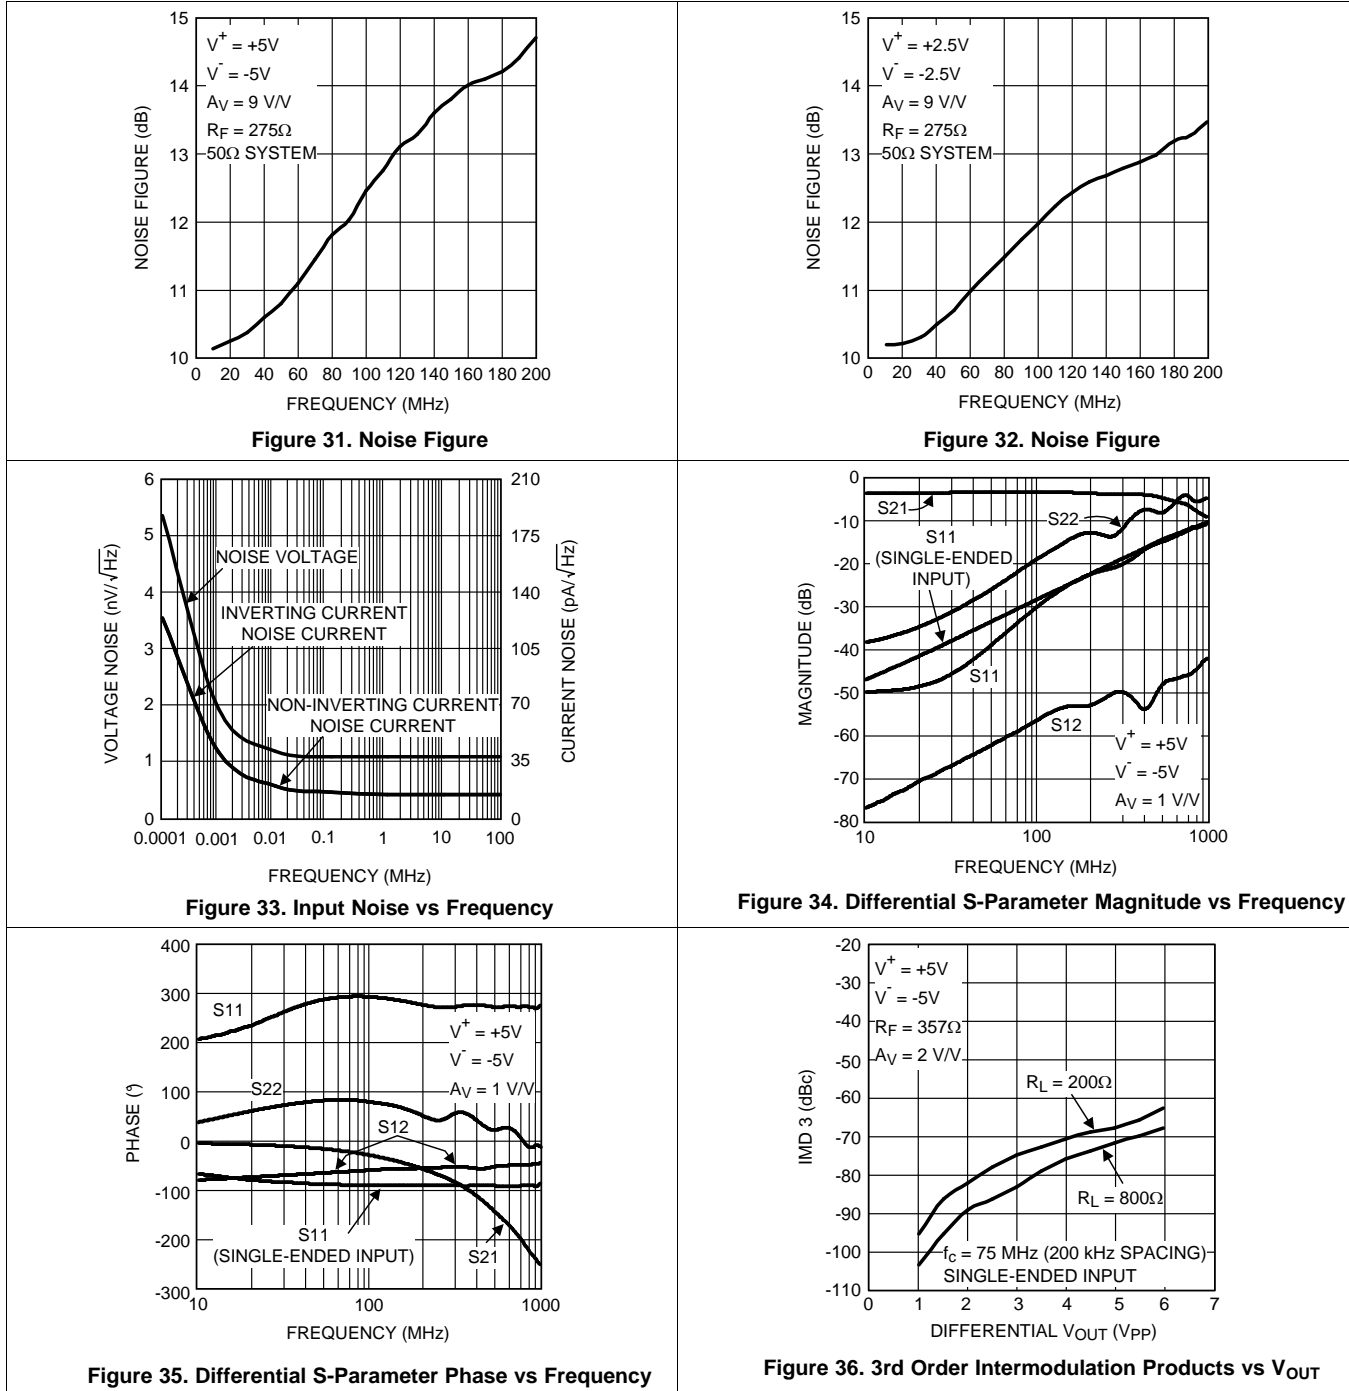 15
14
13
12
11
10
NOISE FIGURE (dB)
V+ = +5V
V- = -5V
AV = 9 V/V
RF = 275Ω
50Ω SYSTEM
0 20 40 60 80 100 120 140 160 180 200
FREQUENCY (MHz)
Figure 31. Noise Figure
15
14
13
12
11
10
NOISE FIGURE (dB)
V+ = +2.5V
V- = -2.5V
AV = 9 V/V
RF = 275Ω
50Ω SYSTEM
0 20 40 60 80 100 120 140 160 180 200
FREQUENCY (MHz)
Figure 32. Noise Figure
6
5
4
3
2
1
0
VOLTAGE NOISE (nV/√Hz)
210
175
140
105
70
35
0
CURRENT NOISE (pA/√Hz)
NOISE VOLTAGE
INVERTING CURRENT
NOISE CURRENT
NON-INVERTING CURRENT
NOISE CURRENT
0.0001 0.001 0.01 0.1 1 10 100
FREQUENCY (MHz)
Figure 33. Input Noise vs Frequency
0
-10
-20
-30
-40
-50
-60
-70
-80
MAGNITUDE (dB)
S21
S22
S11
(SINGLE-ENDED
INPUT)
S11
S12
V+ = +5V
V- = -5V
AV = 1 V/V
10 100 1000
FREQUENCY (MHz)
Figure 34. Differential S-Parameter Magnitude vs Frequency
400
300
200
100
0
-100
-200
-300
PHASE (°)
S11
V+ = +5V
V- = -5V
AV = 1 V/V
S22
S12
S11
(SINGLE-ENDED INPUT)
S21
10 100 1000
FREQUENCY (MHz)
Figure 35. Differential S-Parameter Phase vs Frequency
-20
-30
-40
-50
-60
-70
-80
-90
-100
-110
IMD 3 (dBc)
V+ = +5V
V- = -5V
RF = 357Ω
AV = 2 V/V
RL = 200Ω
RL = 800Ω
fc = 75 MHz (200 kHz SPACING)
SINGLE-ENDED INPUT
0 1 2 3 4 5 6 7
DIFFERENTIAL VOUT (VPP)
Figure 36. 3rd Order Intermodulation Products vs VOUT